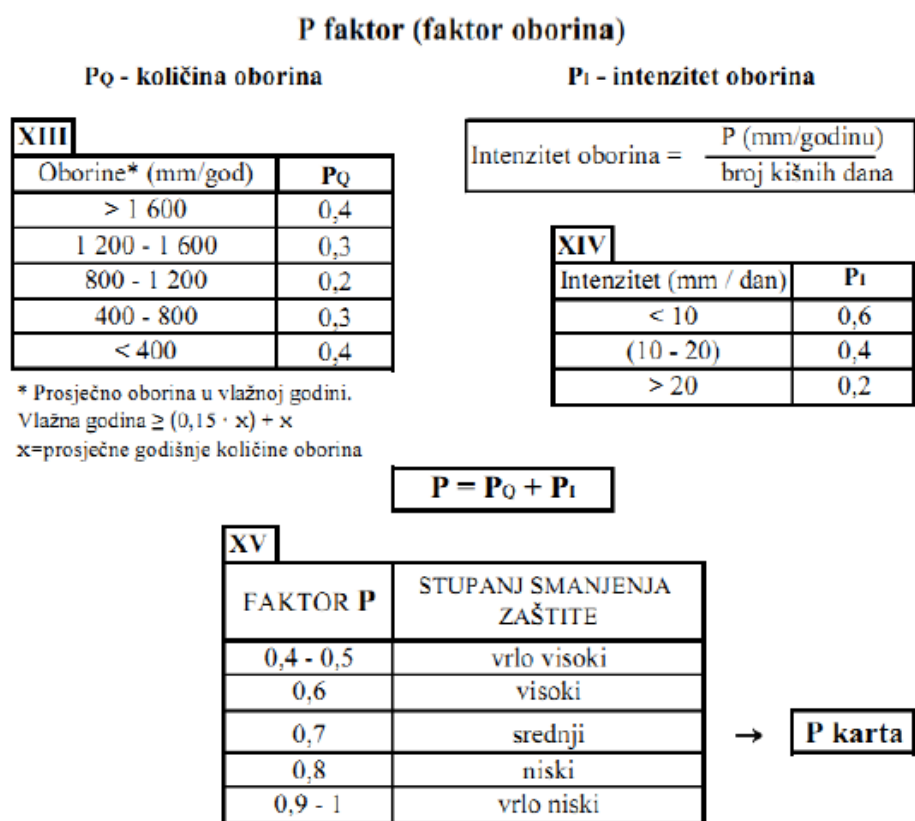 P faktor (faktor oborina)
PQ - količina oborina
PI - intenzitet oborina
XIII
Oborine* (mm/god) PQ
> 1 600 0,4
1 200 - 1 600 0,3
800 - 1 200 0,2
400 - 800 0,3
< 400 0,4
* Prosječno oborina u vlažnoj godini.
Vlažna godina ≥ (0,15 · x) + x
x=prosječne godišnje količine oborina
Intenzitet oborina = P (mm/godinu)
broj kišnih dana
XIV
Intenzitet (mm / dan) PI
< 10 0,6
(10 - 20) 0,4
> 20 0,2
P = PQ + PI
XV
FAKTOR P STUPANJ SMANJENJA
ZAŠTITE
0,4 - 0,5 vrlo visoki
0,6 visoki
0,7 srednji
0,8 niski
0,9 - 1 vrlo niski
→ P karta